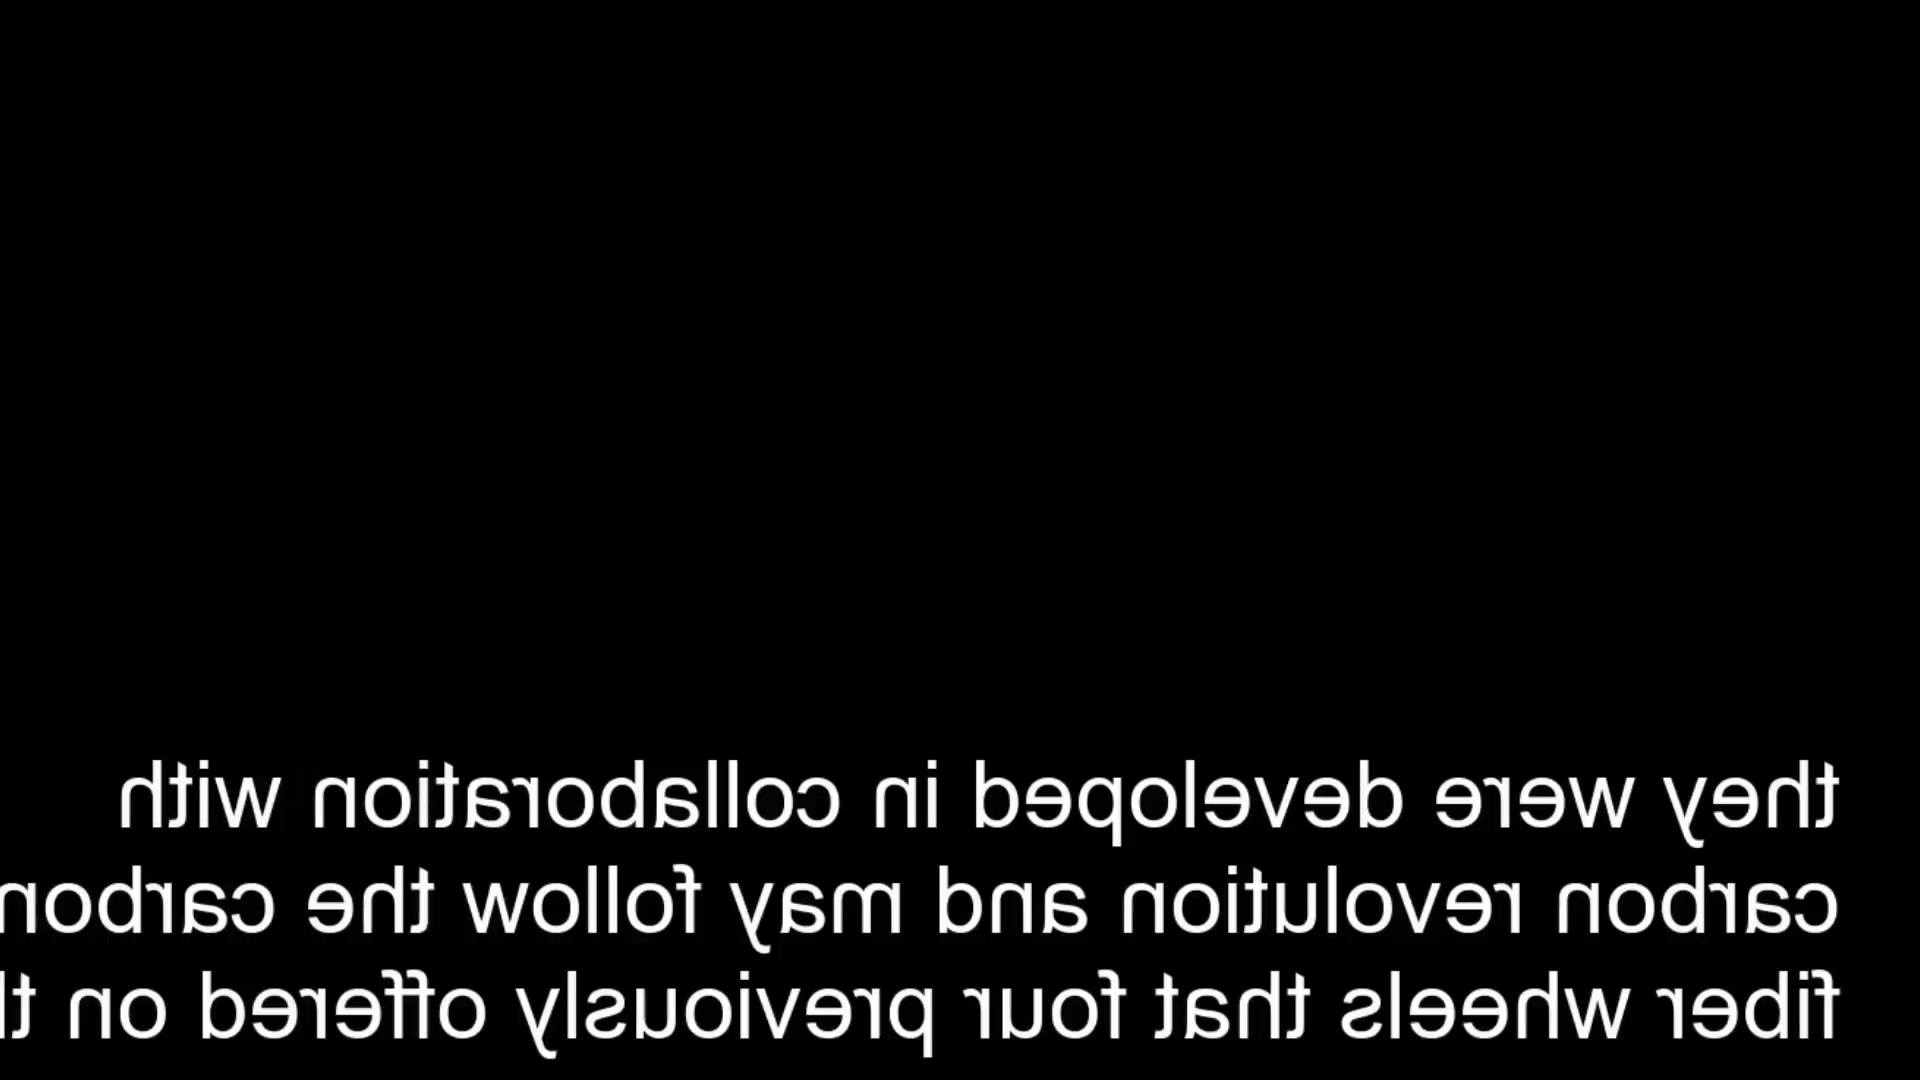 they were developed in collaboration with
carbon revolution and may follow the carbon
fiber wheels that four previously offered on